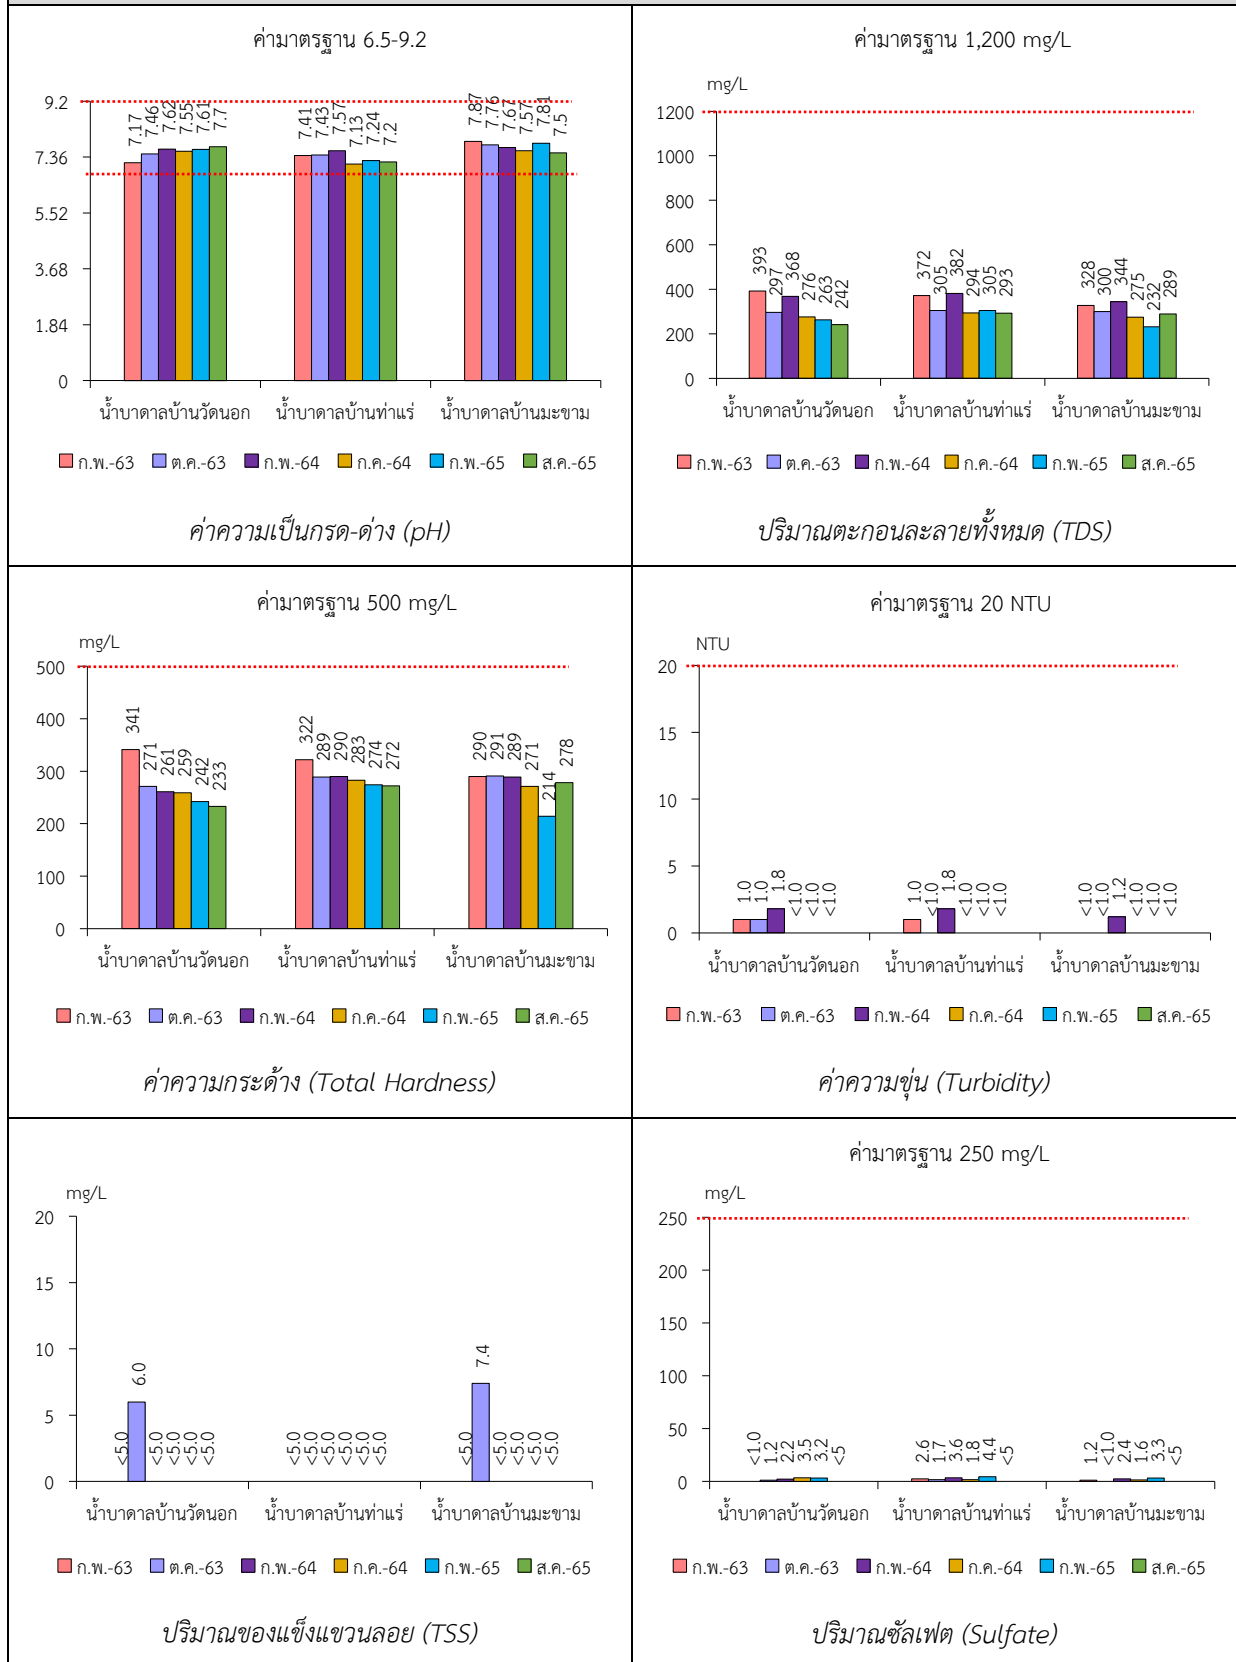 ค่ามาตรฐาน 6.5-9.2
9.2
7.36
5.52
3.68
1.84
0
7.17 7.46 7.62 7.55 7.61 7.7
7.41 7.43 7.57 7.13 7.24 7.2
7.87 7.76 7.67 7.57 7.81 7.5
น้ำบาดาลบ้านวัดนอก น้ำบาดาลบ้านท่าแร่ น้ำบาดาลบ้านมะขาม
ก.พ.-63 ต.ค.-63 ก.พ.-64 ก.ค.-64 ก.พ.-65 ส.ค.-65
ค่าความเป็นกรด-ด่าง (pH)
ค่ามาตรฐาน 1,200 mg/L
mg/L
1200
1000
800
600
400
200
0
393 297 368 276 263 242
372 305 382 294 305 293
328 300 344 275 232 289
น้ำบาดาลบ้านวัดนอก น้ำบาดาลบ้านท่าแร่ น้ำบาดาลบ้านมะขาม
ก.พ.-63 ต.ค.-63 ก.พ.-64 ก.ค.-64 ก.พ.-65 ส.ค.-65
ปริมาณตะกอนละลายทั้งหมด (TDS)
ค่ามาตรฐาน 500 mg/L
mg/L
500
400
300
200
100
0
341 271 261 259 242 233
322 289 290 283 274 272
290 291 289 271 214 278
น้ำบาดาลบ้านวัดนอก น้ำบาดาลบ้านท่าแร่ น้ำบาดาลบ้านมะขาม
ก.พ.-63 ต.ค.-63 ก.พ.-64 ก.ค.-64 ก.พ.-65 ส.ค.-65
ค่าความกระด้าง (Total Hardness)
ค่ามาตรฐาน 20 NTU
NTU
20
15
10
5
0
1.0 1.0 1.8 <1.0 <1.0 <1.0
1.0 <1.0 1.8 <1.0 <1.0 <1.0
<1.0 <1.0 1.2 <1.0 <1.0 <1.0
น้ำบาดาลบ้านวัดนอก น้ำบาดาลบ้านท่าแร่ น้ำบาดาลบ้านมะขาม
ก.พ.-63 ต.ค.-63 ก.พ.-64 ก.ค.-64 ก.พ.-65 ส.ค.-65
ค่าความขุ่น (Turbidity)
mg/L
20
15
10
5
0
<5.0 6.0 <5.0 <5.0 <5.0 <5.0
<5.0 <5.0 <5.0 <5.0 <5.0 <5.0
<5.0 7.4 <5.0 <5.0 <5.0 <5.0
น้ำบาดาลบ้านวัดนอก น้ำบาดาลบ้านท่าแร่ น้ำบาดาลบ้านมะขาม
ก.พ.-63 ต.ค.-63 ก.พ.-64 ก.ค.-64 ก.พ.-65 ส.ค.-65
ปริมาณของแข็งแขวนลอย (TSS)
ค่ามาตรฐาน 250 mg/L
mg/L
250
200
150
100
50
0
<1.0 1.2 2.2 3.5 3.2 <5
2.6 1.7 3.6 1.8 4.4 <5
1.2 <1.0 2.4 1.6 3.3 <5
น้ำบาดาลบ้านวัดนอก น้ำบาดาลบ้านท่าแร่ น้ำบาดาลบ้านมะขาม
ก.พ.-63 ต.ค.-63 ก.พ.-64 ก.ค.-64 ก.พ.-65 ส.ค.-65
ปริมาณซัลเฟต (Sulfate)